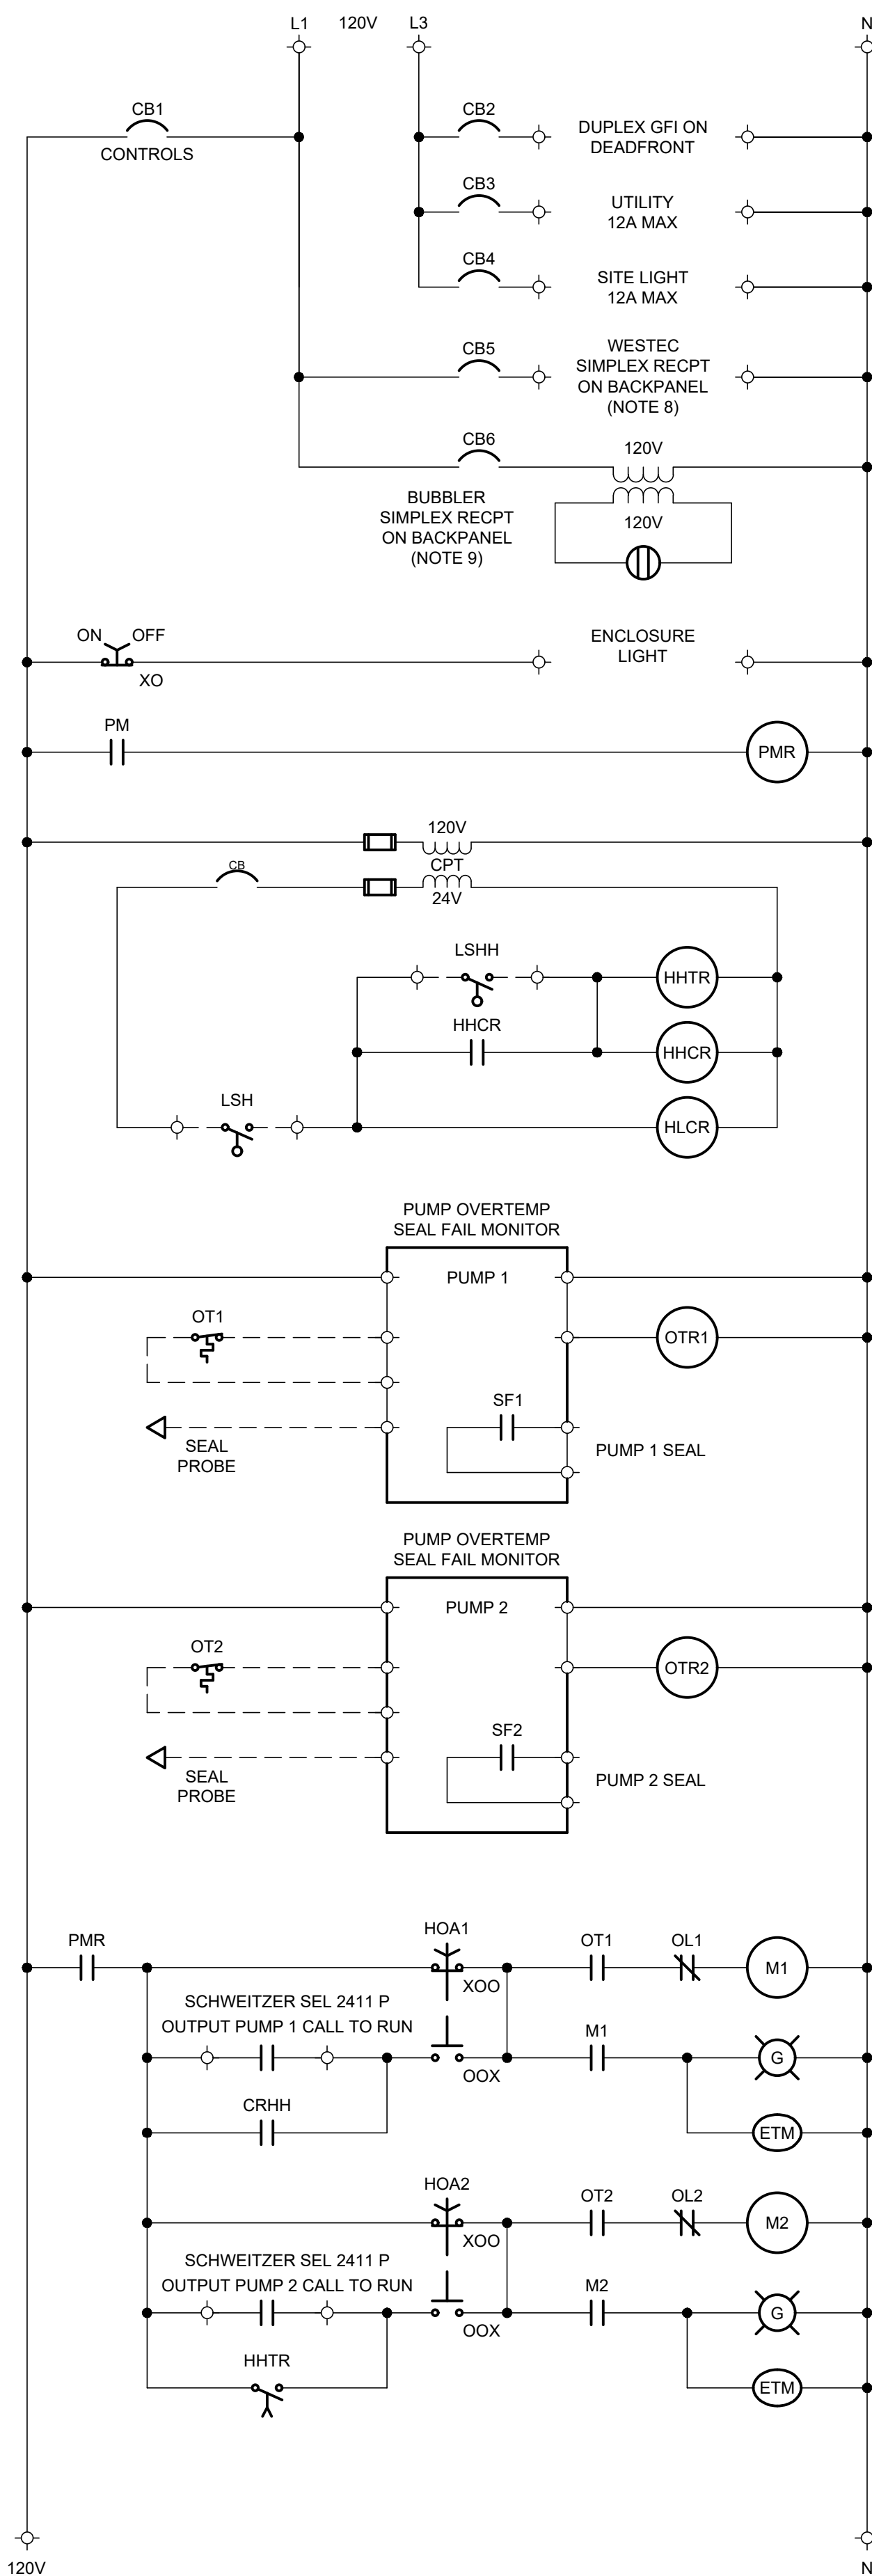 L1 120V L3 N
CB1
CONTROLS
CB2
DUPLEX GFI ON
DEADFRONT
CB3
UTILITY
12A MAX
CB4
SITE LIGHT
12A MAX
CB5
WESTEC
SIMPLEX RECPT
ON BACKPANEL
(NOTE 8)
CB6
120V
BUBBLER
SIMPLEX RECPT
ON BACKPANEL
(NOTE 9)
120V
ON OFF
XO
ENCLOSURE
LIGHT
PM
PMR
120V
CPT
24V
CB
LSHH
HHTR
HHCR
HHCR
LSH
HLCR
PUMP OVERTEMP
SEAL FAIL MONITOR
PUMP 1
OT1
OTR1
SF1
SEAL
PROBE
PUMP 1 SEAL
PUMP OVERTEMP
SEAL FAIL MONITOR
PUMP 2
OT2
OTR2
SF2
SEAL
PROBE
PUMP 2 SEAL
PMR
HOA1
XOO
OT1
OL1
M1
SCHWEITZER SEL 2411 P
OUTPUT PUMP 1 CALL TO RUN
OOX
M1
G
CRHH
ETM
HOA2
XOO
OT2
OL2
M2
SCHWEITZER SEL 2411 P
OUTPUT PUMP 2 CALL TO RUN
OOX
M2
G
HHTR
ETM
120V N